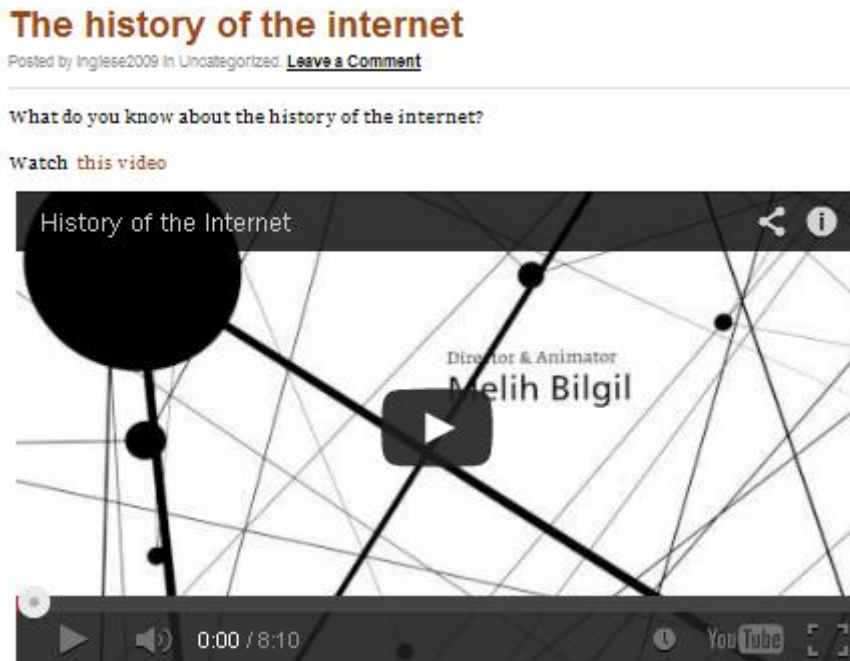 The history of the internet
Posted by Inglese2009 in Uncategorized. Leave a Comment
What do you know about the history of the internet?
Watch this video
History of the Internet
Director & Animator
Melih Bilgil
0:00 / 8:10
YouTube